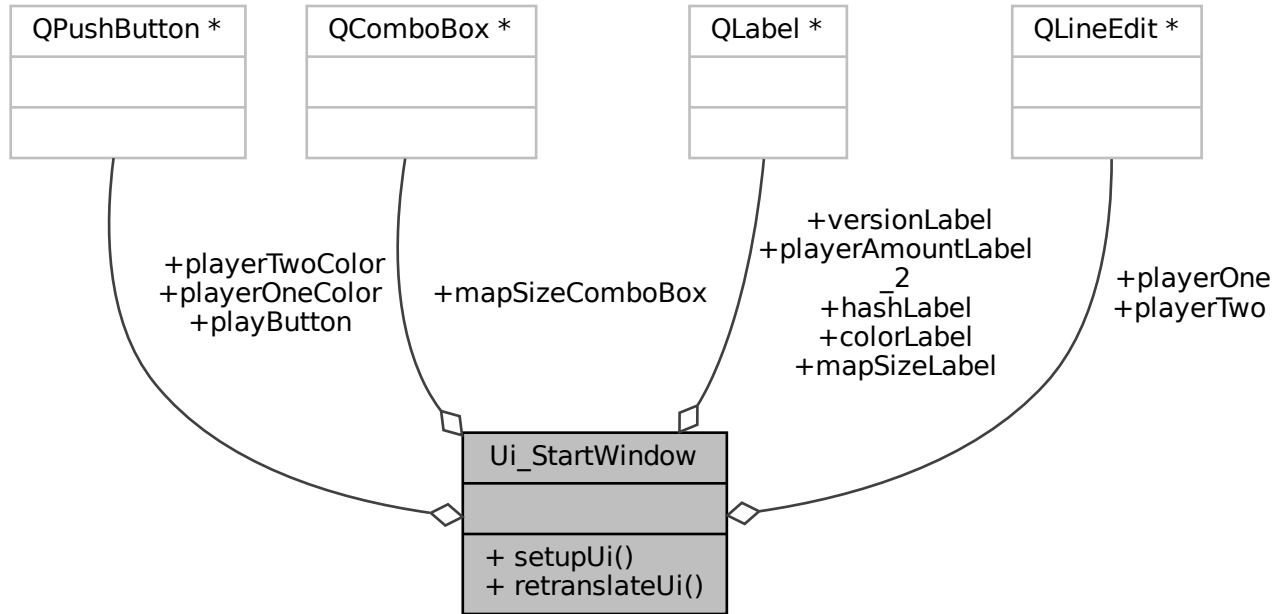 QPushButton *
QComboBox *
QLabel *
QLineEdit *
+playerTwoColor
+playerOneColor
+playButton
+mapSizeComboBox
+versionLabel
+playerAmountLabel
_2
+hashLabel
+colorLabel
+mapSizeLabel
+playerOne
+playerTwo
Ui_StartWindow
+ setupUi()
+ retranslateUi()